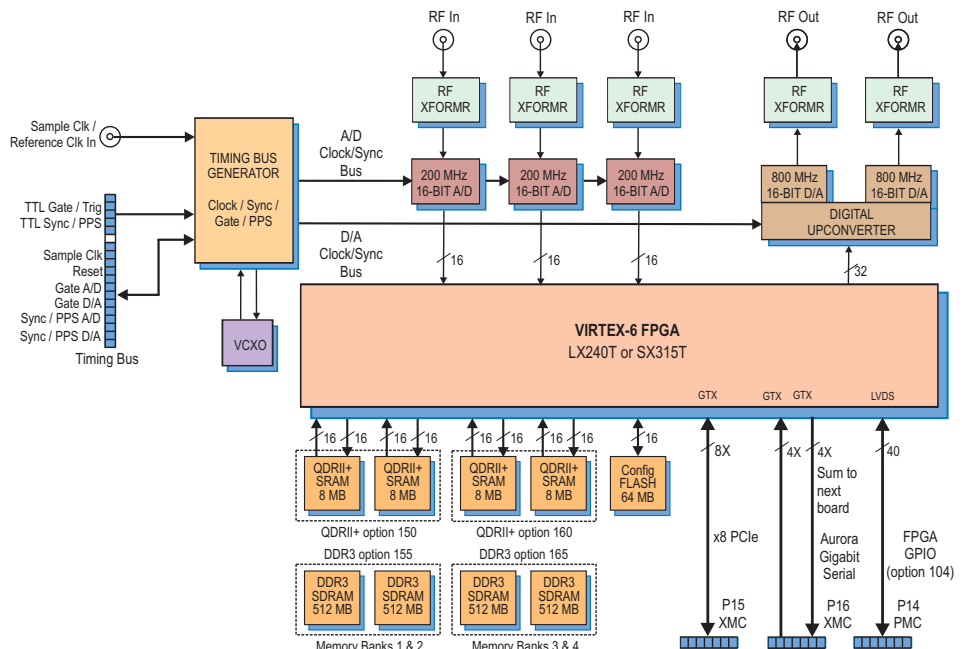 RF In
RF In
RF In
RF Out
RF Out
RF
XFORMR
RF
XFORMR
RF
XFORMR
RF
XFORMR
RF
XFORMR
Sample Clk /
Reference Clk In
TIMING BUS
GENERATOR
Clock / Sync /
Gate / PPS
A/D
Clock/Sync
Bus
200 MHz
16-BIT A/D
200 MHz
16-BIT A/D
200 MHz
16-BIT A/D
800 MHz
16-BIT D/A
800 MHz
16-BIT D/A
DIGITAL
UPCONVERTER
TTL Gate / Trig
TTL Sync / PPS
Sample Clk
Reset
Gate A/D
Gate D/A
Sync / PPS A/D
Sync / PPS D/A
Timing Bus
D/A
Clock/Sync
Bus
16
16
16
32
VCXO
VIRTEX-6 FPGA
LX240T or SX315T
GTX
GTX
GTX
LVDS
16
16
16
16
16
16
16
16
16
8X
4X
4X
40
QDRII+
SRAM
8 MB
QDRII+
SRAM
8 MB
QDRII+
SRAM
8 MB
QDRII+
SRAM
8 MB
Config
FLASH
64 MB
QDRII+ option 150
QDRII+ option 160
DDR3 option 155
DDR3 option 165
DDR3
SDRAM
512 MB
DDR3
SDRAM
512 MB
DDR3
SDRAM
512 MB
DDR3
SDRAM
512 MB
Memory Banks 1 & 2
Memory Banks 3 & 4
x8 PCIe
Sum to
next
board
Aurora
Gigabit
Serial
FPGA
GPIO
(option 104)
P15
XMC
P16
XMC
P14
PMC